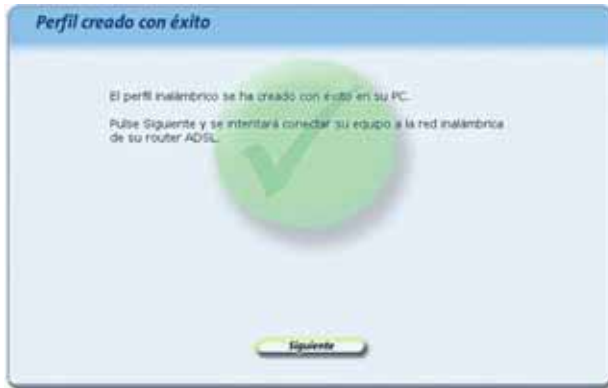 Perfil creado con éxito
El perfil inalámbrico se ha creado con éxito en su PC.
Pulse Siguiente y se intentará conectar su equipo a la red inalámbrica
de su router ADSL.
Siguiente